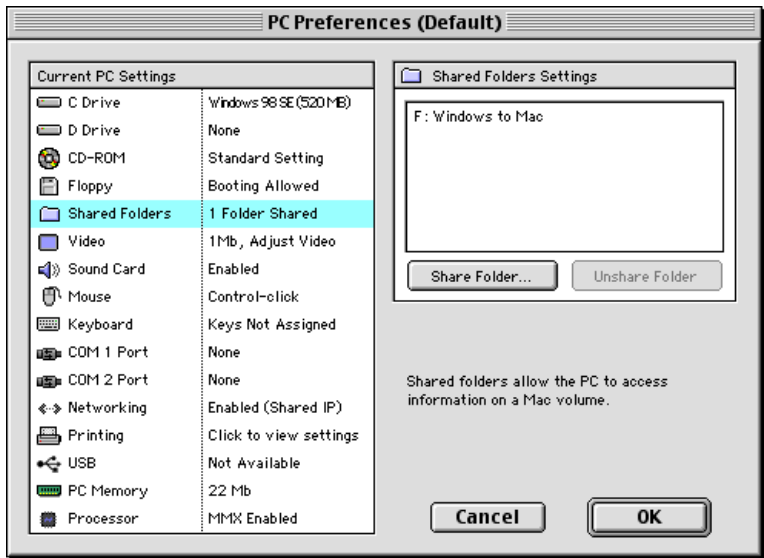 PC Preferences (Default)
Current PC Settings
C Drive Windows 98 SE (520 MB)
D Drive None
CD-ROM Standard Setting
Floppy Booting Allowed
Shared Folders 1 Folder Shared
Video 1Mb, Adjust Video
Sound Card Enabled
Mouse Control-click
Keyboard Keys Not Assigned
COM 1 Port None
COM 2 Port None
Networking Enabled (Shared IP)
Printing Click to view settings
USB Not Available
PC Memory 22 Mb
Processor MMX Enabled
Shared Folders Settings
F: Windows to Mac
Share Folder... Unshare Folder
Shared folders allow the PC to access
information on a Mac volume.
Cancel OK